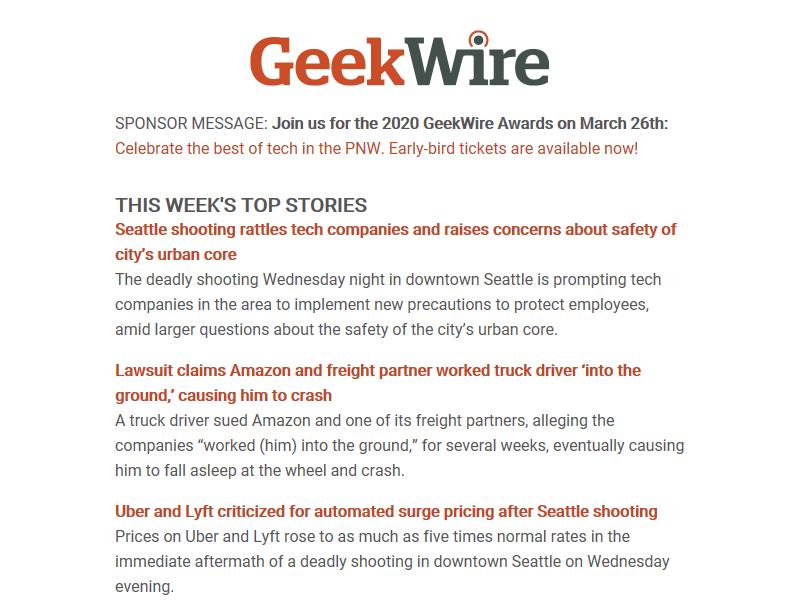 GeekWire
SPONSOR MESSAGE: Join us for the 2020 GeekWire Awards on March 26th:
Celebrate the best of tech in the PNW. Early-bird tickets are available now!
THIS WEEK'S TOP STORIES
Seattle shooting rattles tech companies and raises concerns about safety of
city’s urban core
The deadly shooting Wednesday night in downtown Seattle is prompting tech
companies in the area to implement new precautions to protect employees,
amid larger questions about the safety of the city’s urban core.
Lawsuit claims Amazon and freight partner worked truck driver ‘into the
ground,’ causing him to crash
A truck driver sued Amazon and one of its freight partners, alleging the
companies “worked (him) into the ground,” for several weeks, eventually causing
him to fall asleep at the wheel and crash.
Uber and Lyft criticized for automated surge pricing after Seattle shooting
Prices on Uber and Lyft rose to as much as five times normal rates in the
immediate aftermath of a deadly shooting in downtown Seattle on Wednesday
evening.